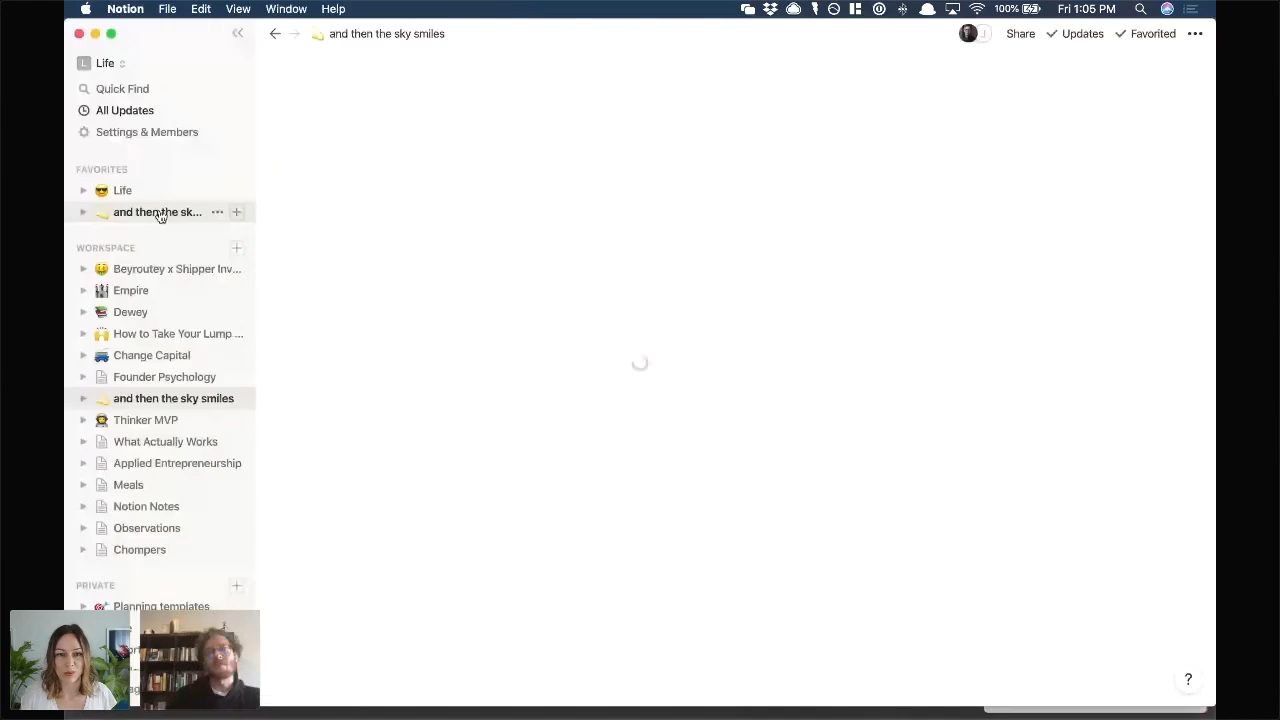 Notion File Edit View Window Help 100% Fri 1:05 PM
and then the sky smiles J Share Updates Favorited
L Life
Quick Find
All Updates
Settings & Members
FAVORITES
Life
and then the sk...
WORKSPACE
Beyroutey x Shipper Inv...
Empire
Dewey
How to Take Your Lump ...
Change Capital
Founder Psychology
and then the sky smiles
Thinker MVP
What Actually Works
Applied Entrepreneurship
Meals
Notion Notes
Observations
Chompers
PRIVATE
Planning templates
?